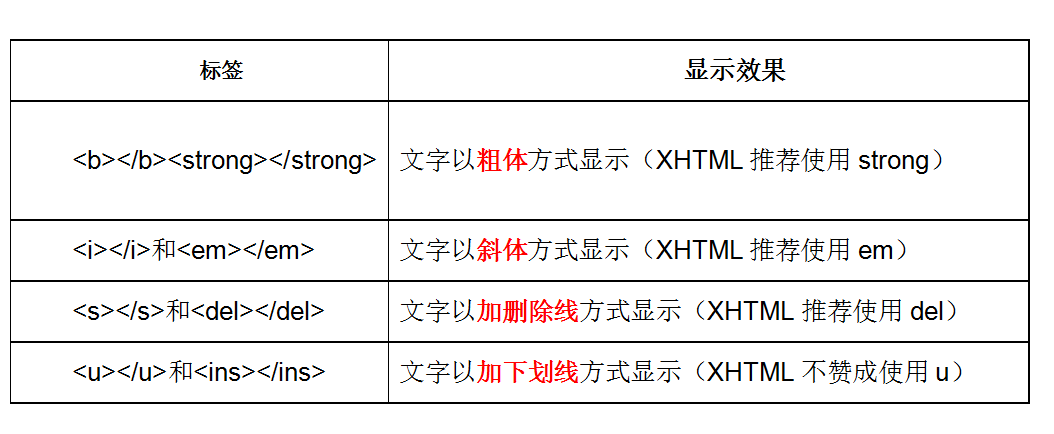 标签 显示效果
<b></b><strong></strong> 文字以粗体方式显示（XHTML 推荐使用 strong）
<i></i>和<em></em> 文字以斜体方式显示（XHTML 推荐使用 em）
<s></s>和<del></del> 文字以加删除线方式显示（XHTML 推荐使用 del）
<u></u>和<ins></ins> 文字以加下划线方式显示（XHTML 不赞成使用 u）